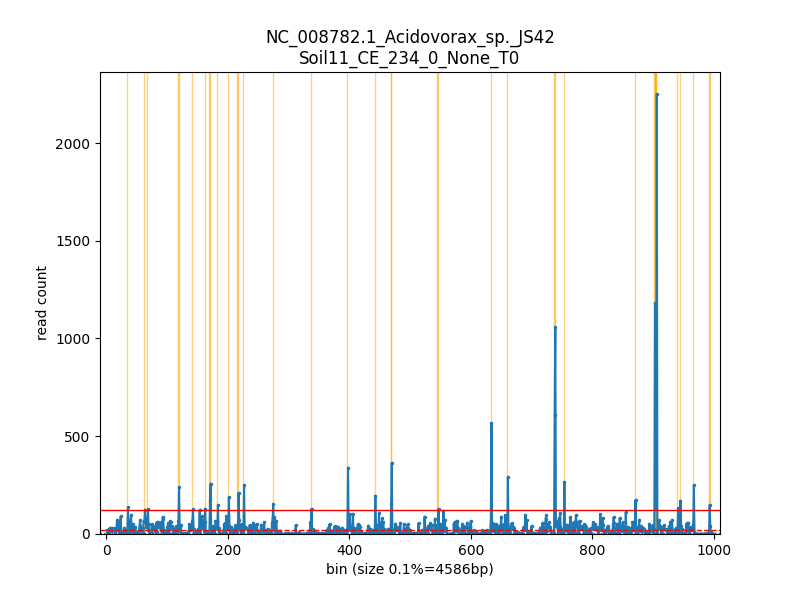 NC_008782.1_Acidovorax_sp._JS42
Soil11_CE_234_0_None_T0
2000
1500
1000
500
0
read count
0
200
400
600
800
1000
bin (size 0.1%=4586bp)